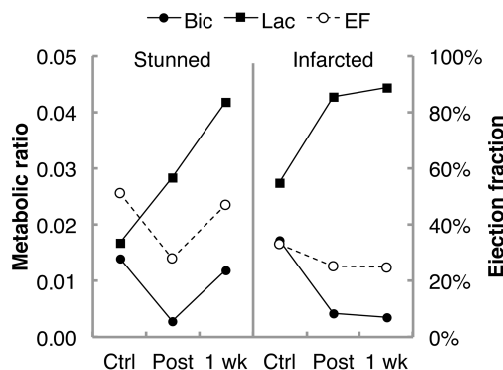 Bic Lac EF
Stunned Infarcted
0.05 100%
0.04 80%
0.03 60%
0.02 40%
0.01 20%
0.00 0%
Metabolic ratio
Ejection fraction
Ctrl Post 1 wk Ctrl Post 1 wk